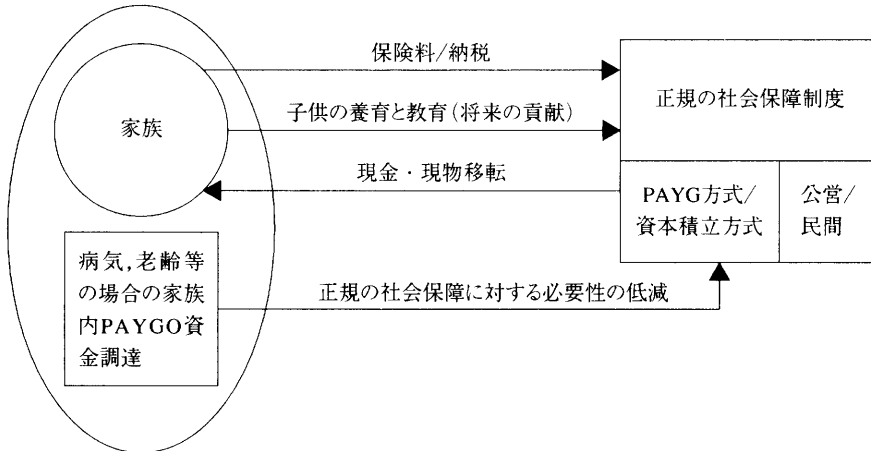 保険料/納税
正規の社会保障制度
家族
子供の養育と教育(将来の貢献)
現金・現物移転
PAYG方式/
資本積立方式
公営/
民間
病気,老齢等
の場合の家族
内PAYGO資
金調達
正規の社会保障に対する必要性の低減